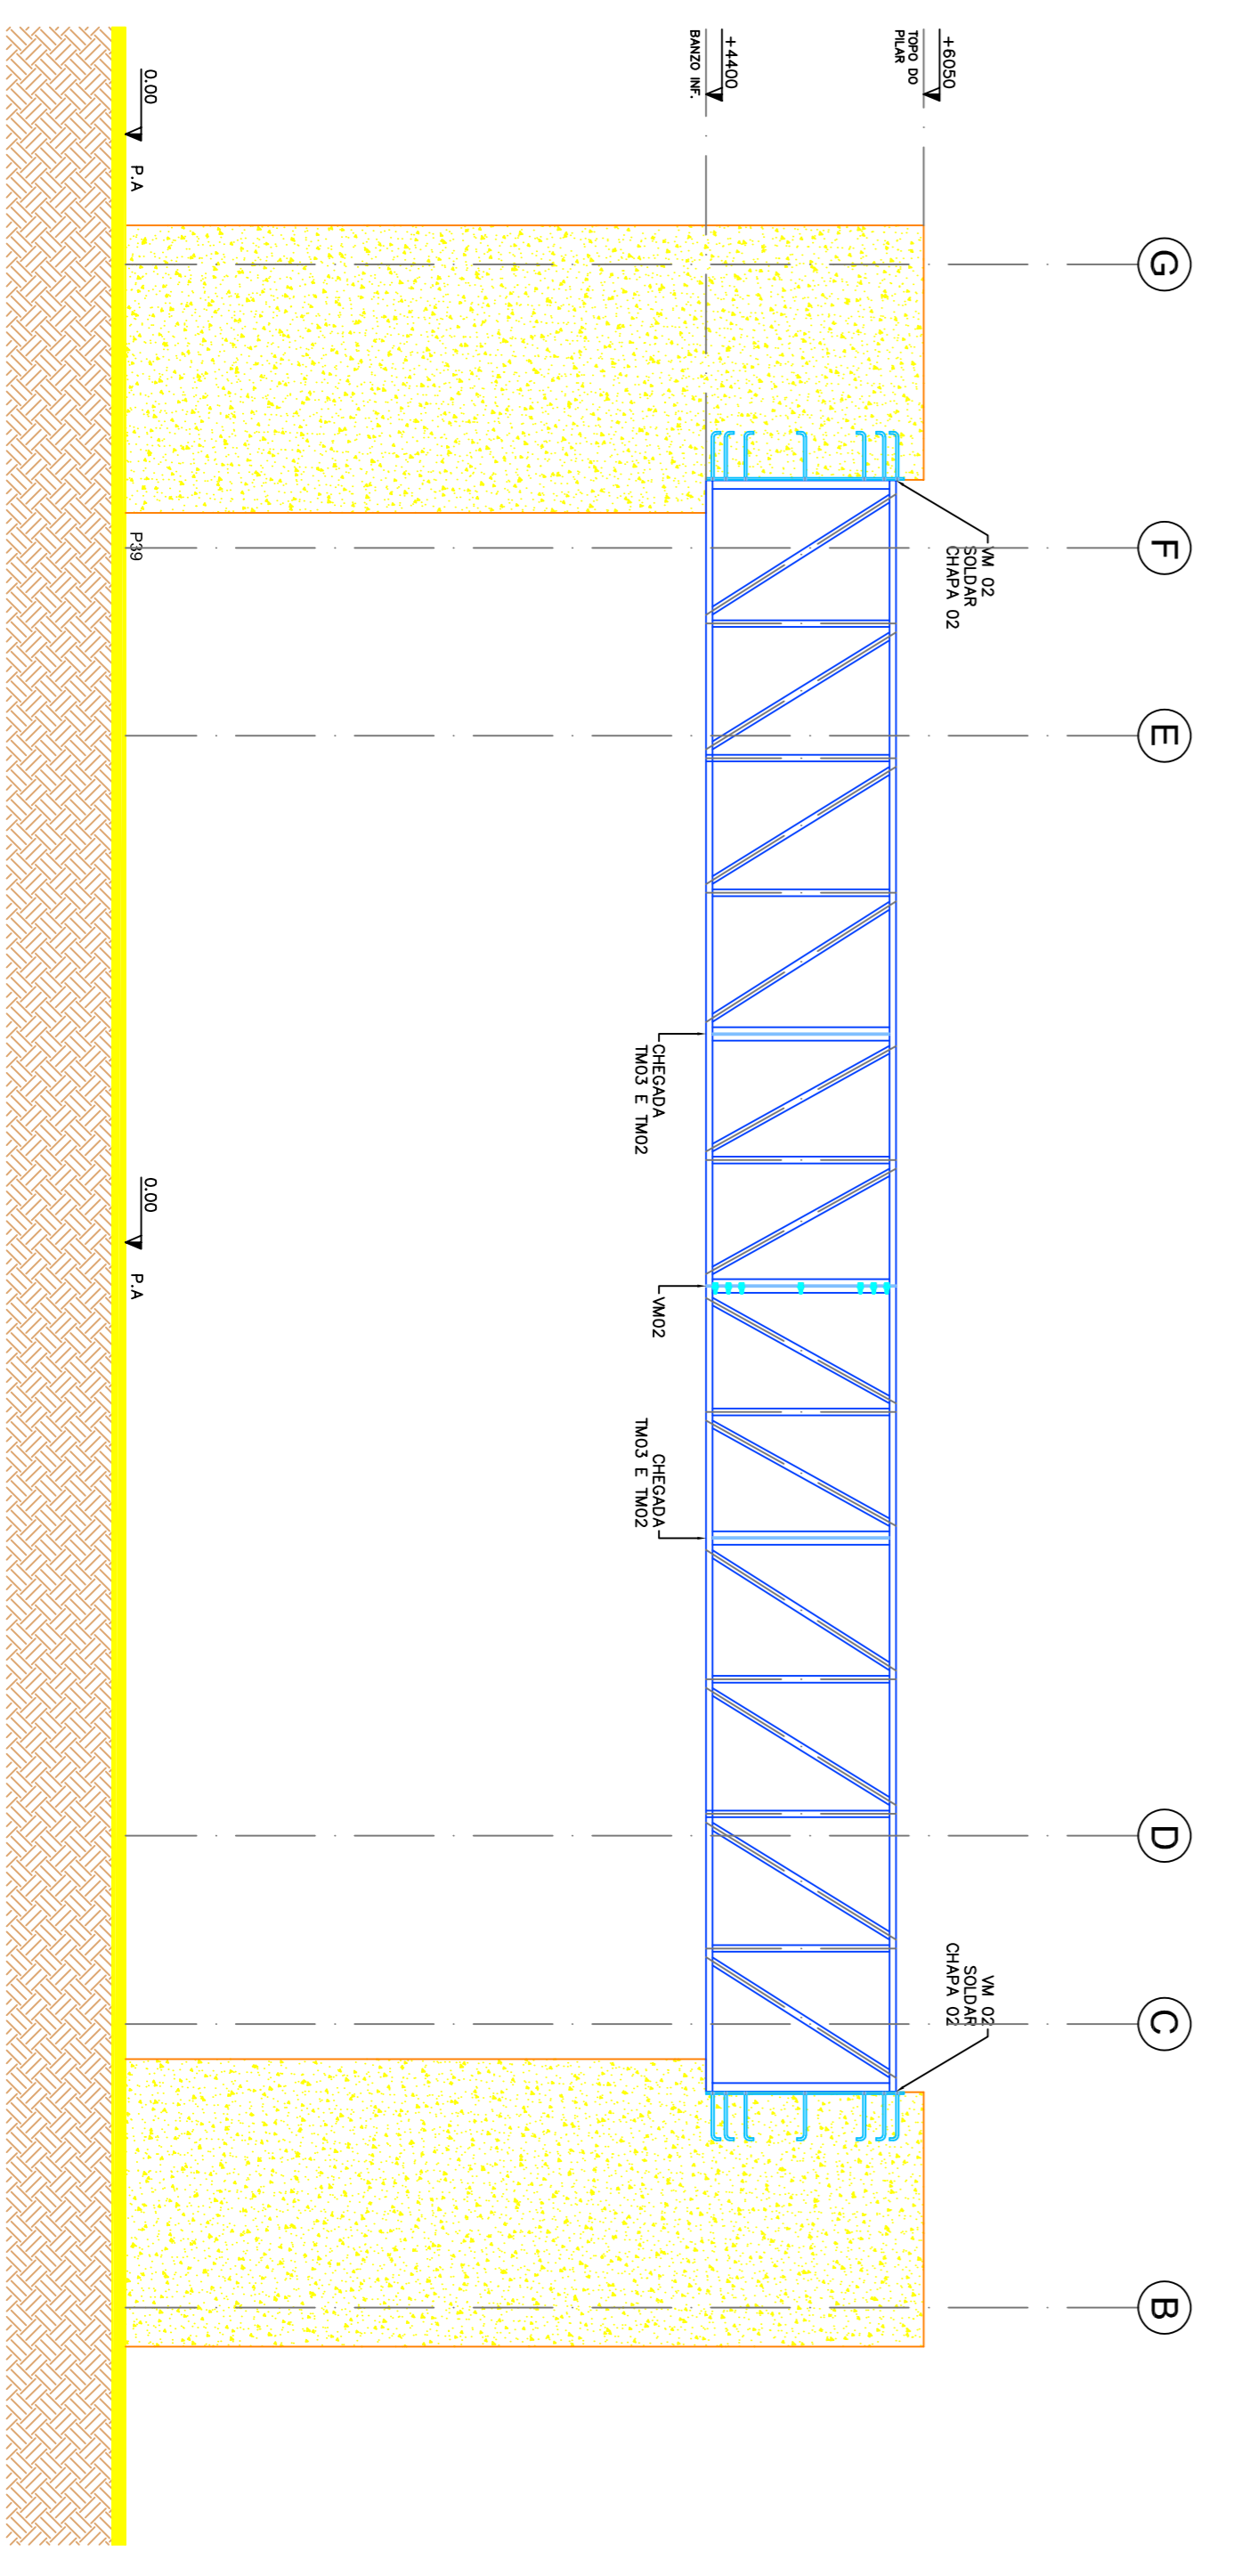 G
F
E
D
C
B
+6050
TOPO DO
PILAR
+4400
BANZO INF.
VM 02
SOLDAR
CHAPA 02
VM 02
SOLDAR
CHAPA 02
CHEGADA
TM03 E TM02
VM02
CHEGADA
TM03 E TM02
0.00
P.A
P39
0.00
P.A